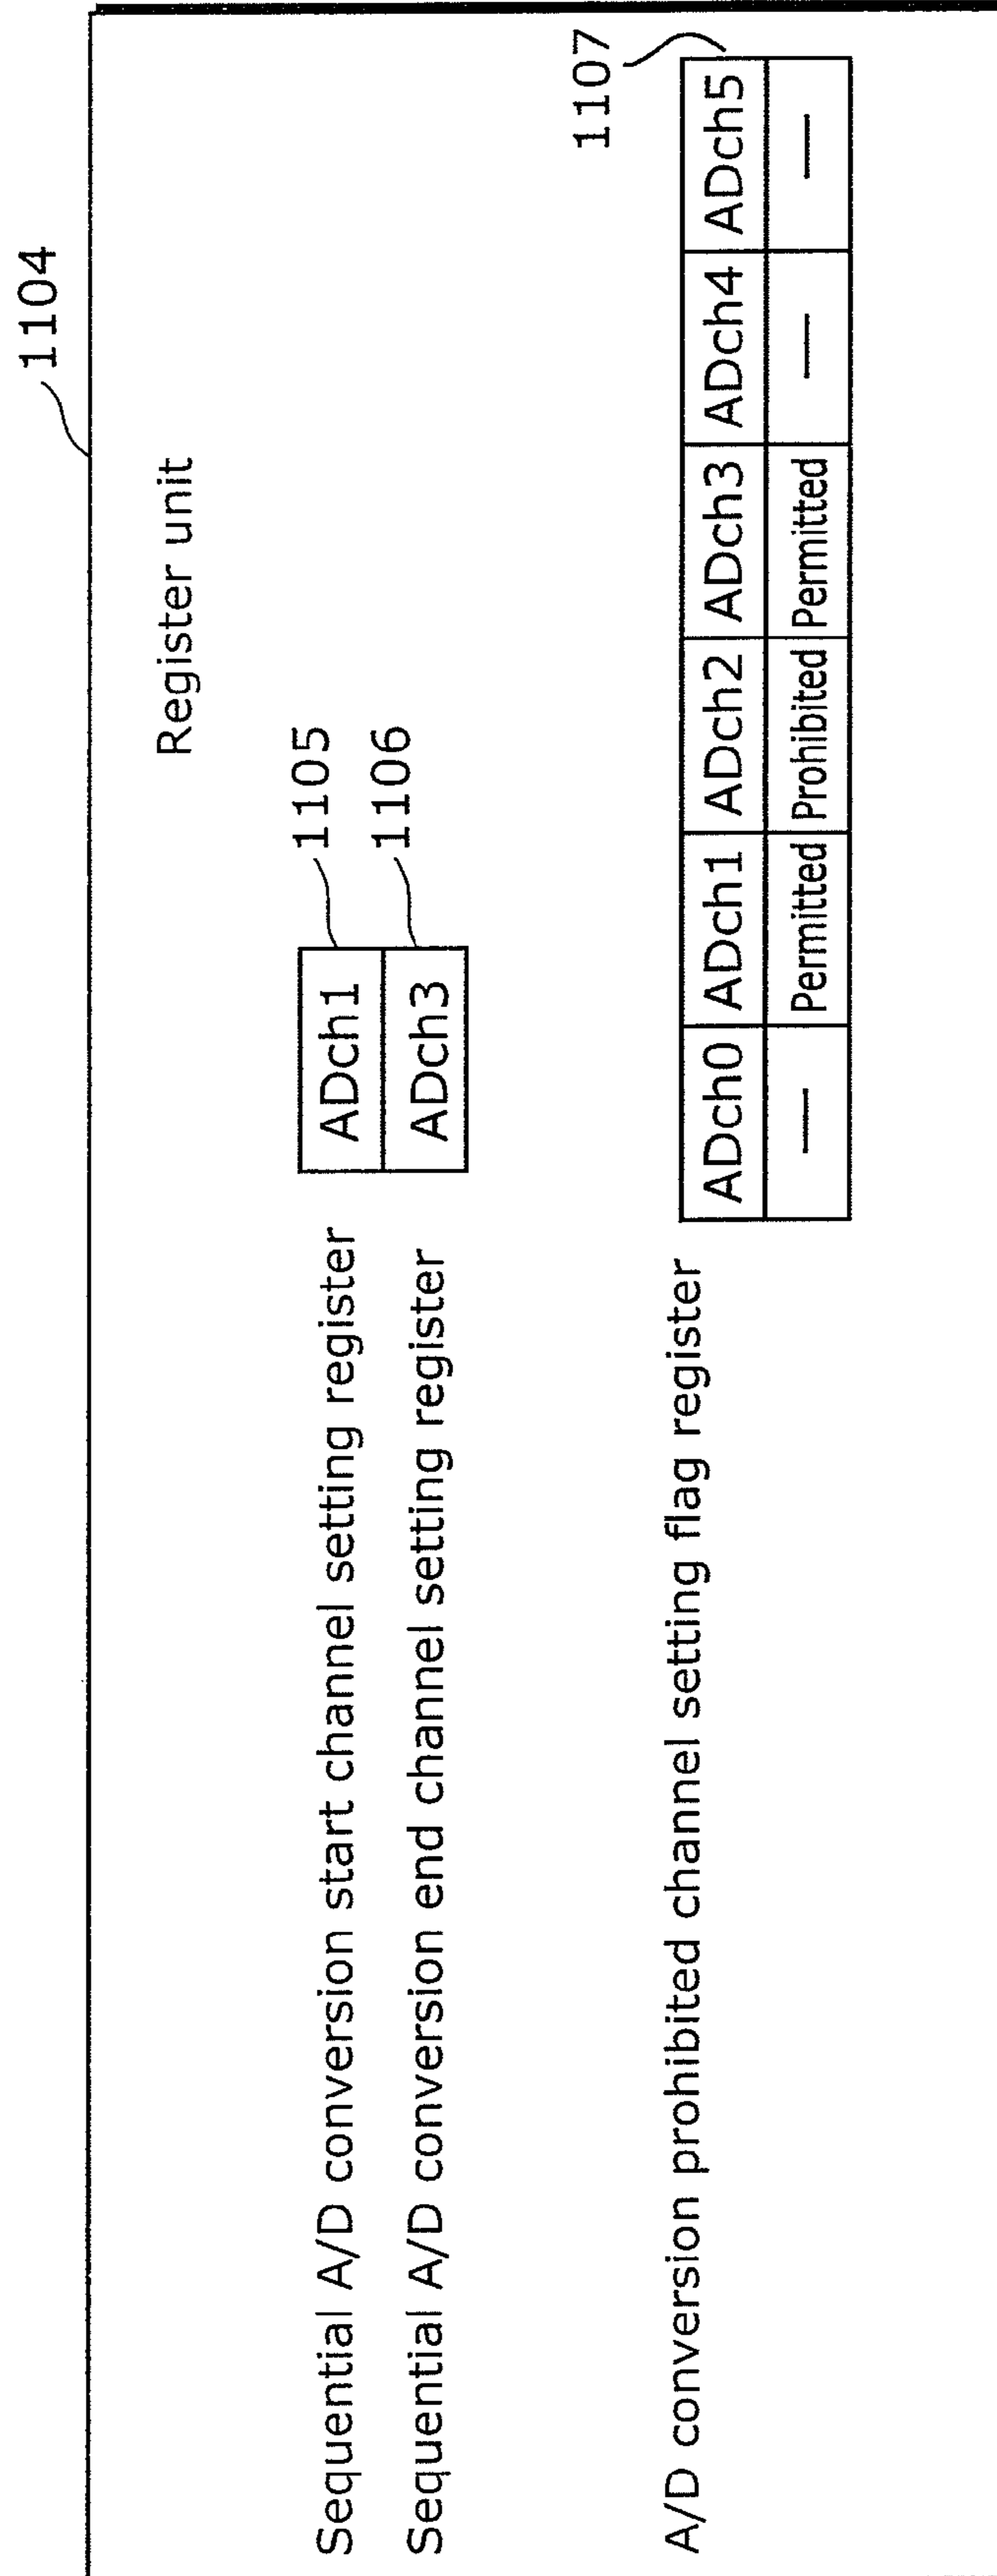 1104
Register unit
Sequential A/D conversion start channel setting register ADch1 1105
Sequential A/D conversion end channel setting register ADch3 1106
1107
A/D conversion prohibited channel setting flag register
ADch0 ADch1 ADch2 ADch3 ADch4 ADch5
— Permitted Prohibited Permitted — —